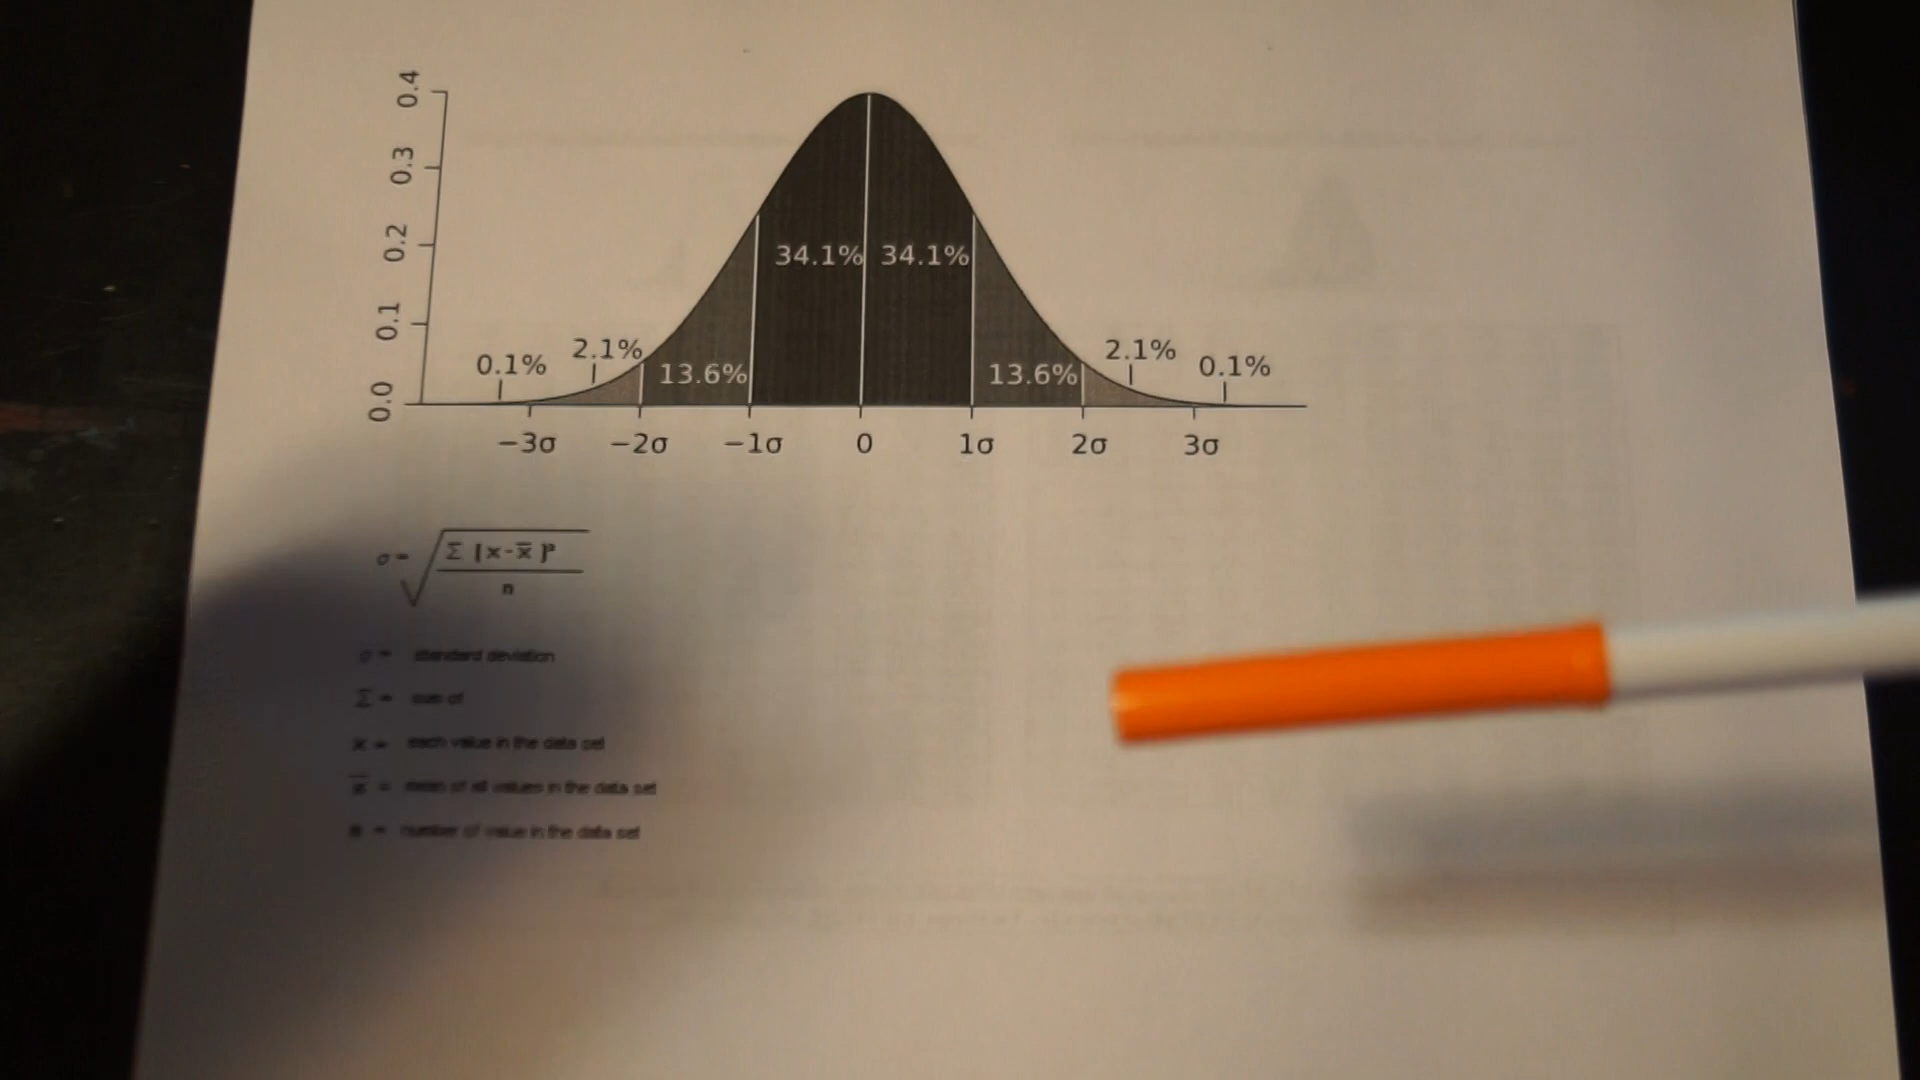 0.4
0.3
0.2
0.1
0.0
34.1% 34.1%
0.1% 2.1% 13.6% 13.6% 2.1% 0.1%
−3σ −2σ −1σ 0 1σ 2σ 3σ
σ = √ Σ [x-x̅]²
n
σ = standard deviation
Σ = sum of
x = each value in the data set
x̅ = mean of all values in the data set
n = number of value in the data set